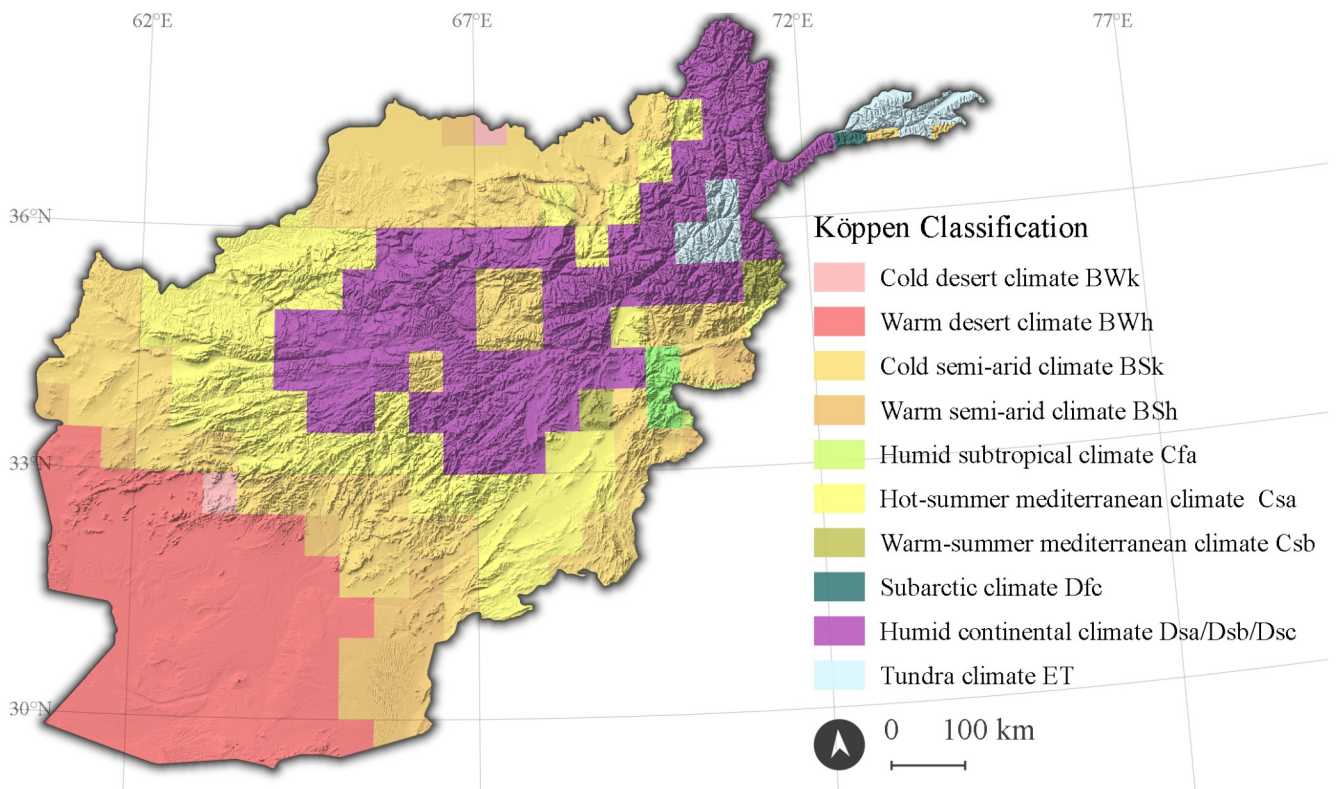 62°E
67°E
72°E
77°E
36°N
33°N
30°N
Köppen Classification
Cold desert climate BWk
Warm desert climate BWh
Cold semi-arid climate BSk
Warm semi-arid climate BSh
Humid subtropical climate Cfa
Hot-summer mediterranean climate Csa
Warm-summer mediterranean climate Csb
Subarctic climate Dfc
Humid continental climate Dsa/Dsb/Dsc
Tundra climate ET
0 100 km